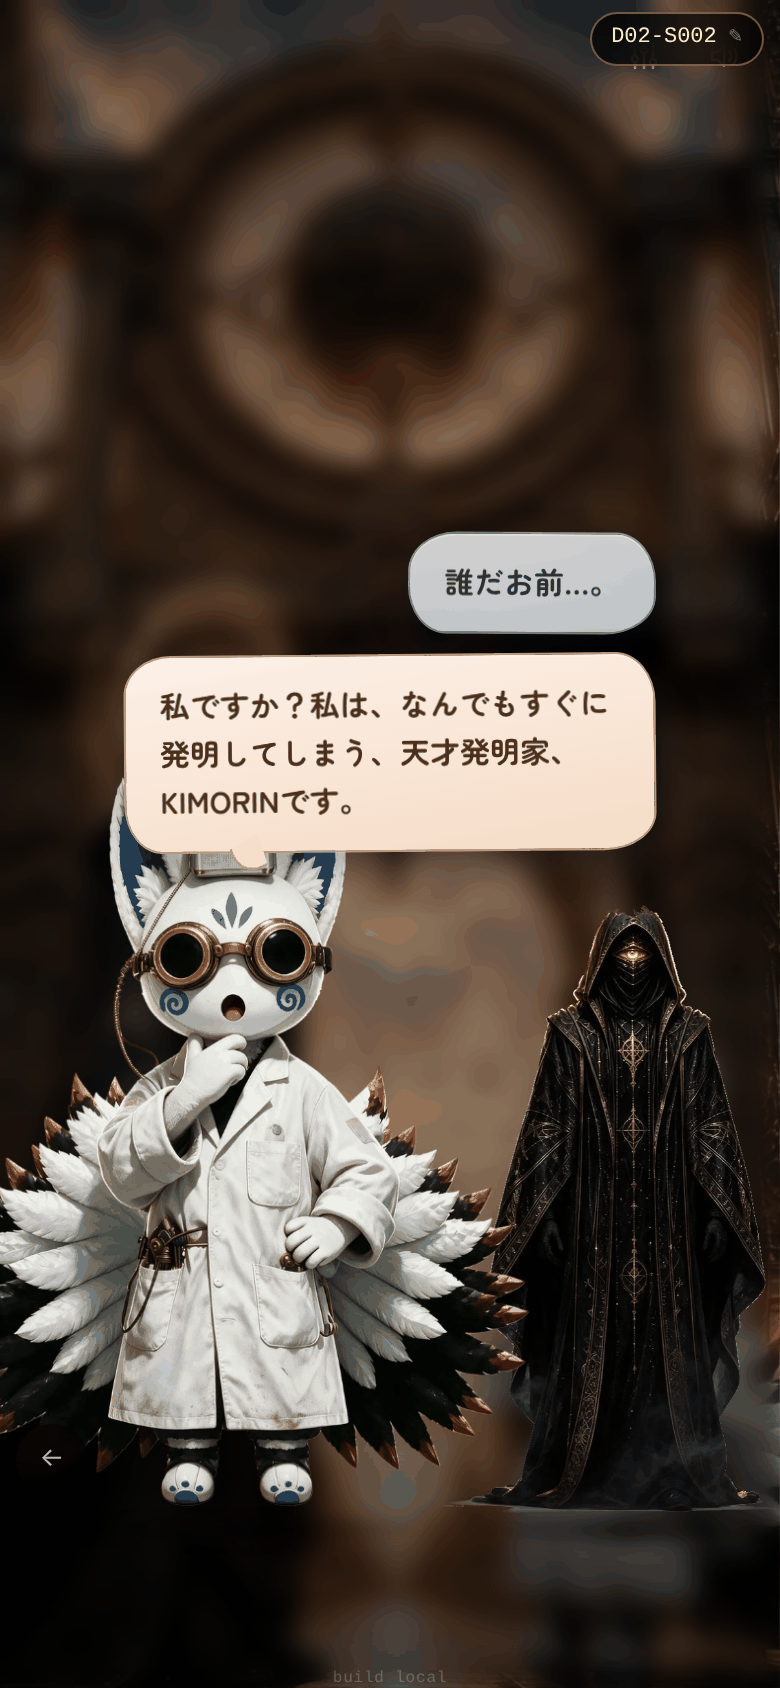 D02-S002 ✎
誰だお前…。
私ですか？私は、なんでもすぐに
発明してしまう、天才発明家、
KIMORINです。
←
build local